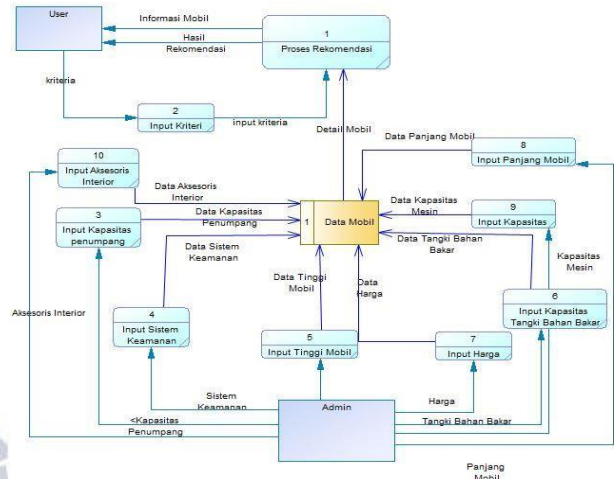 User
Informasi Mobil
Hasil
Rekomendasi
1
Proses Rekomendasi
kriteria
2
Input Kriteri
input kriteria
Detail Mobil
Data Panjang Mobil
8
Input Panjang Mobil
10
Input Aksesoris
Interior
Data Aksesoris
Interior
3
Input Kapasitas
penumpang
Data Kapasitas
Penumpang
1
Data Mobil
Data Kapasitas
Mesin
9
Input Kapasitas
Data Sistem
Keamanan
Data Tangki Bahan
Bakar
Kapasitas
Mesin
Data Tinggi
Mobil
Data
Harga
Aksesoris Interior
4
Input Sistem
Keamanan
5
Input Tinggi Mobil
7
Input Harga
6
Input Kapasitas
Tangki Bahan Bakar
Sistem
Keamanan
Admin
Harga
<Kapasitas
Penumpang
Tangki Bahan Bakar
Panjang
Mobil